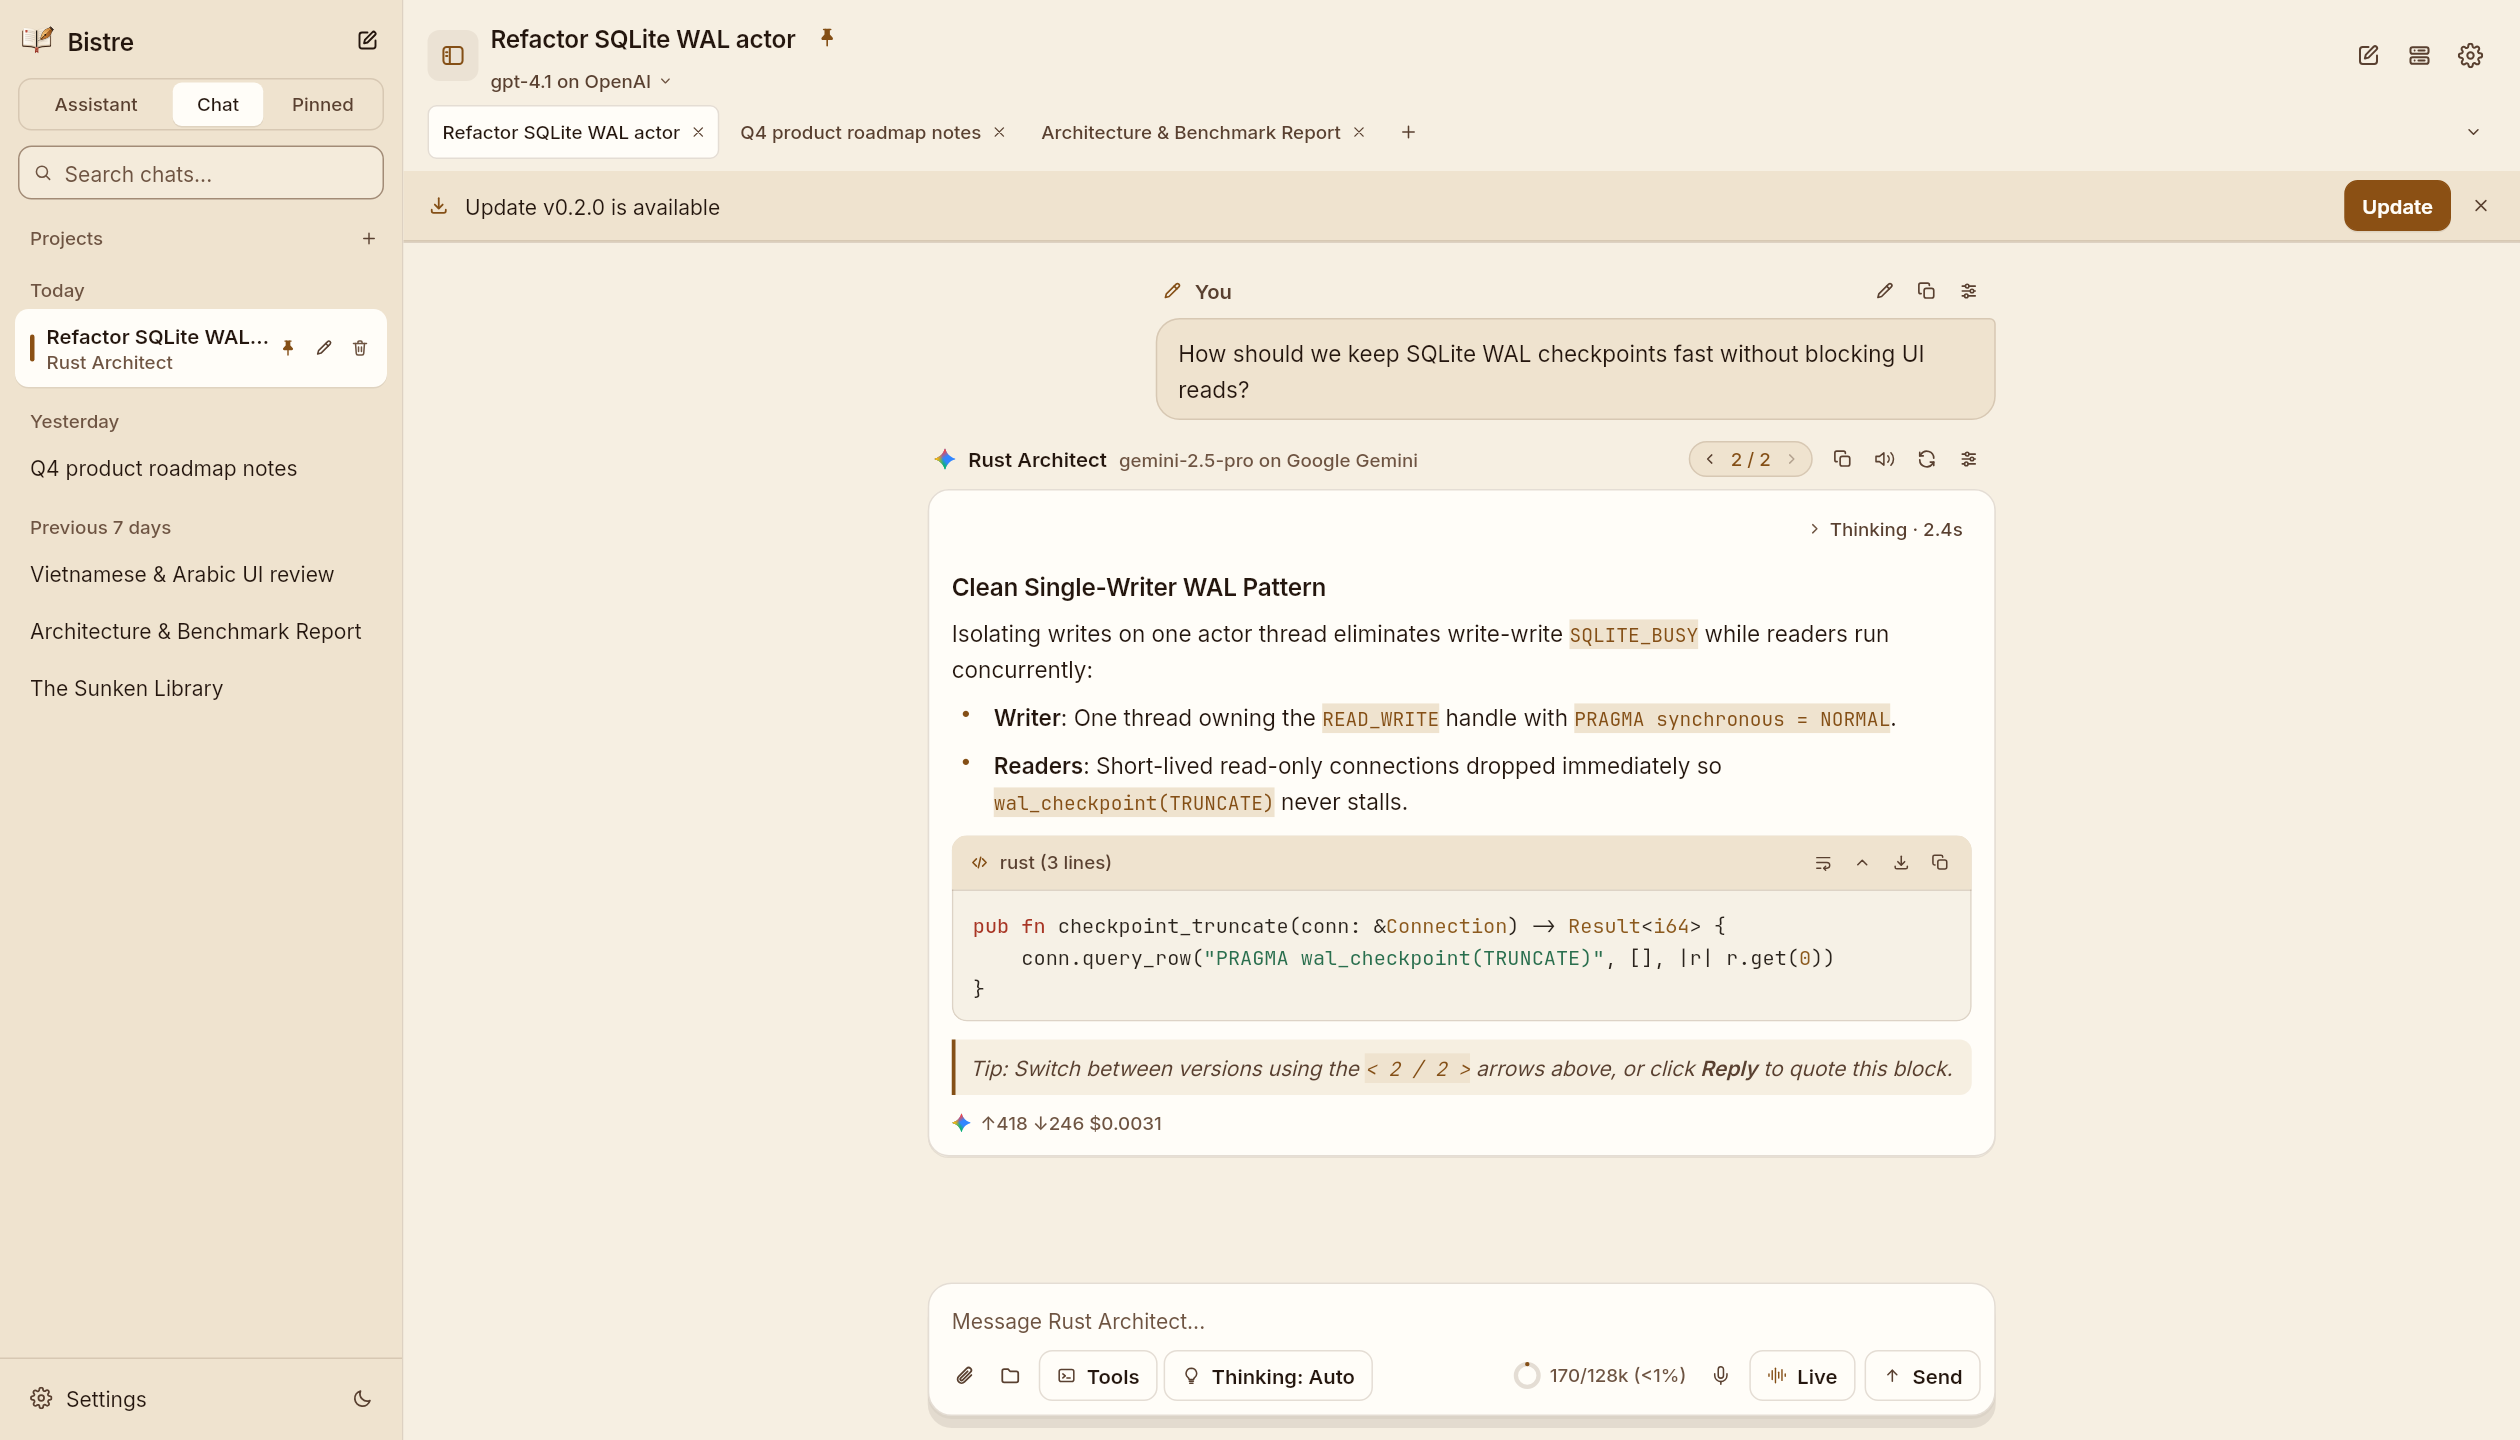 Bistre
Assistant
Chat
Pinned
Search chats...
Projects
Today
Refactor SQLite WAL...
Rust Architect
Yesterday
Q4 product roadmap notes
Previous 7 days
Vietnamese & Arabic UI review
Architecture & Benchmark Report
The Sunken Library
Settings
Refactor SQLite WAL actor
gpt-4.1 on OpenAI
Refactor SQLite WAL actor
Q4 product roadmap notes
Architecture & Benchmark Report
Update v0.2.0 is available
Update
You
How should we keep SQLite WAL checkpoints fast without blocking UI
reads?
Rust Architect gemini-2.5-pro on Google Gemini
2 / 2
Thinking · 2.4s
Clean Single-Writer WAL Pattern
Isolating writes on one actor thread eliminates write-write SQLITE_BUSY while readers run
concurrently:
• Writer: One thread owning the READ_WRITE handle with PRAGMA synchronous = NORMAL.
• Readers: Short-lived read-only connections dropped immediately so
wal_checkpoint(TRUNCATE) never stalls.
rust (3 lines)
pub fn checkpoint_truncate(conn: &Connection) -> Result<i64> {
    conn.query_row("PRAGMA wal_checkpoint(TRUNCATE)", [], |r| r.get(0))
}
Tip: Switch between versions using the < 2 / 2 > arrows above, or click Reply to quote this block.
↑418 ↓246 $0.0031
Message Rust Architect...
Tools
Thinking: Auto
170/128k (<1%)
Live
Send